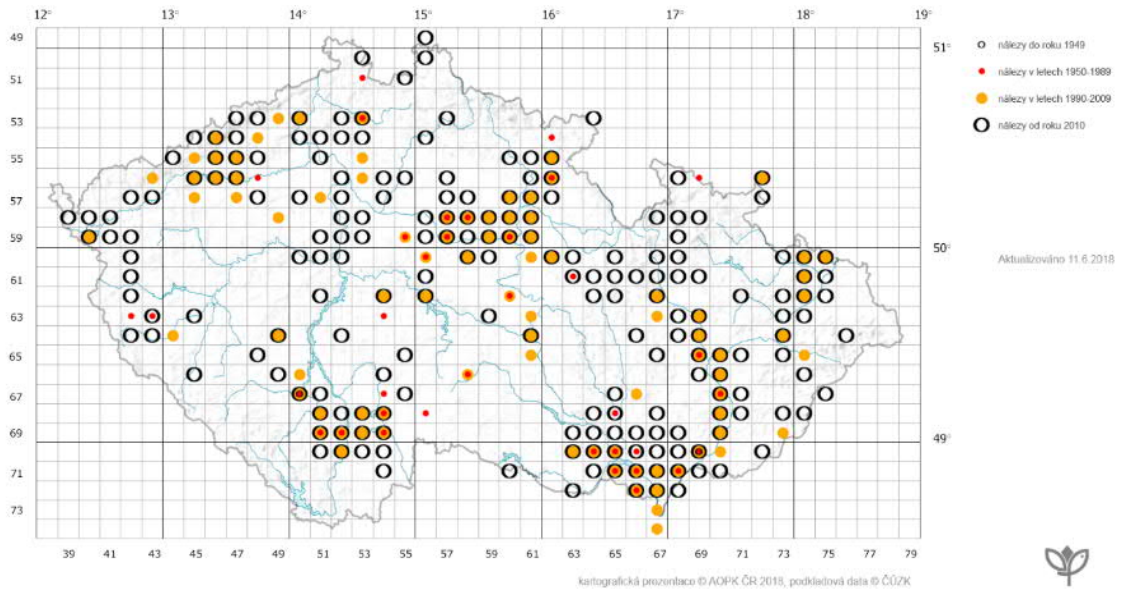 12° 13° 14° 15° 16° 17° 18° 19°
49
51°
nálezy do roku 1949
51
nálezy v letech 1950-1989
nálezy v letech 1990-2009
53
nálezy od roku 2010
55
57
59
50°
Aktualizováno 11.6.2018
61
63
65
67
69
49°
71
73
39 41 43 45 47 49 51 53 55 57 59 61 63 65 67 69 71 73 75 77 79
kartografická prezentace © AOPK ČR 2018, podkladová data © ČÚZK